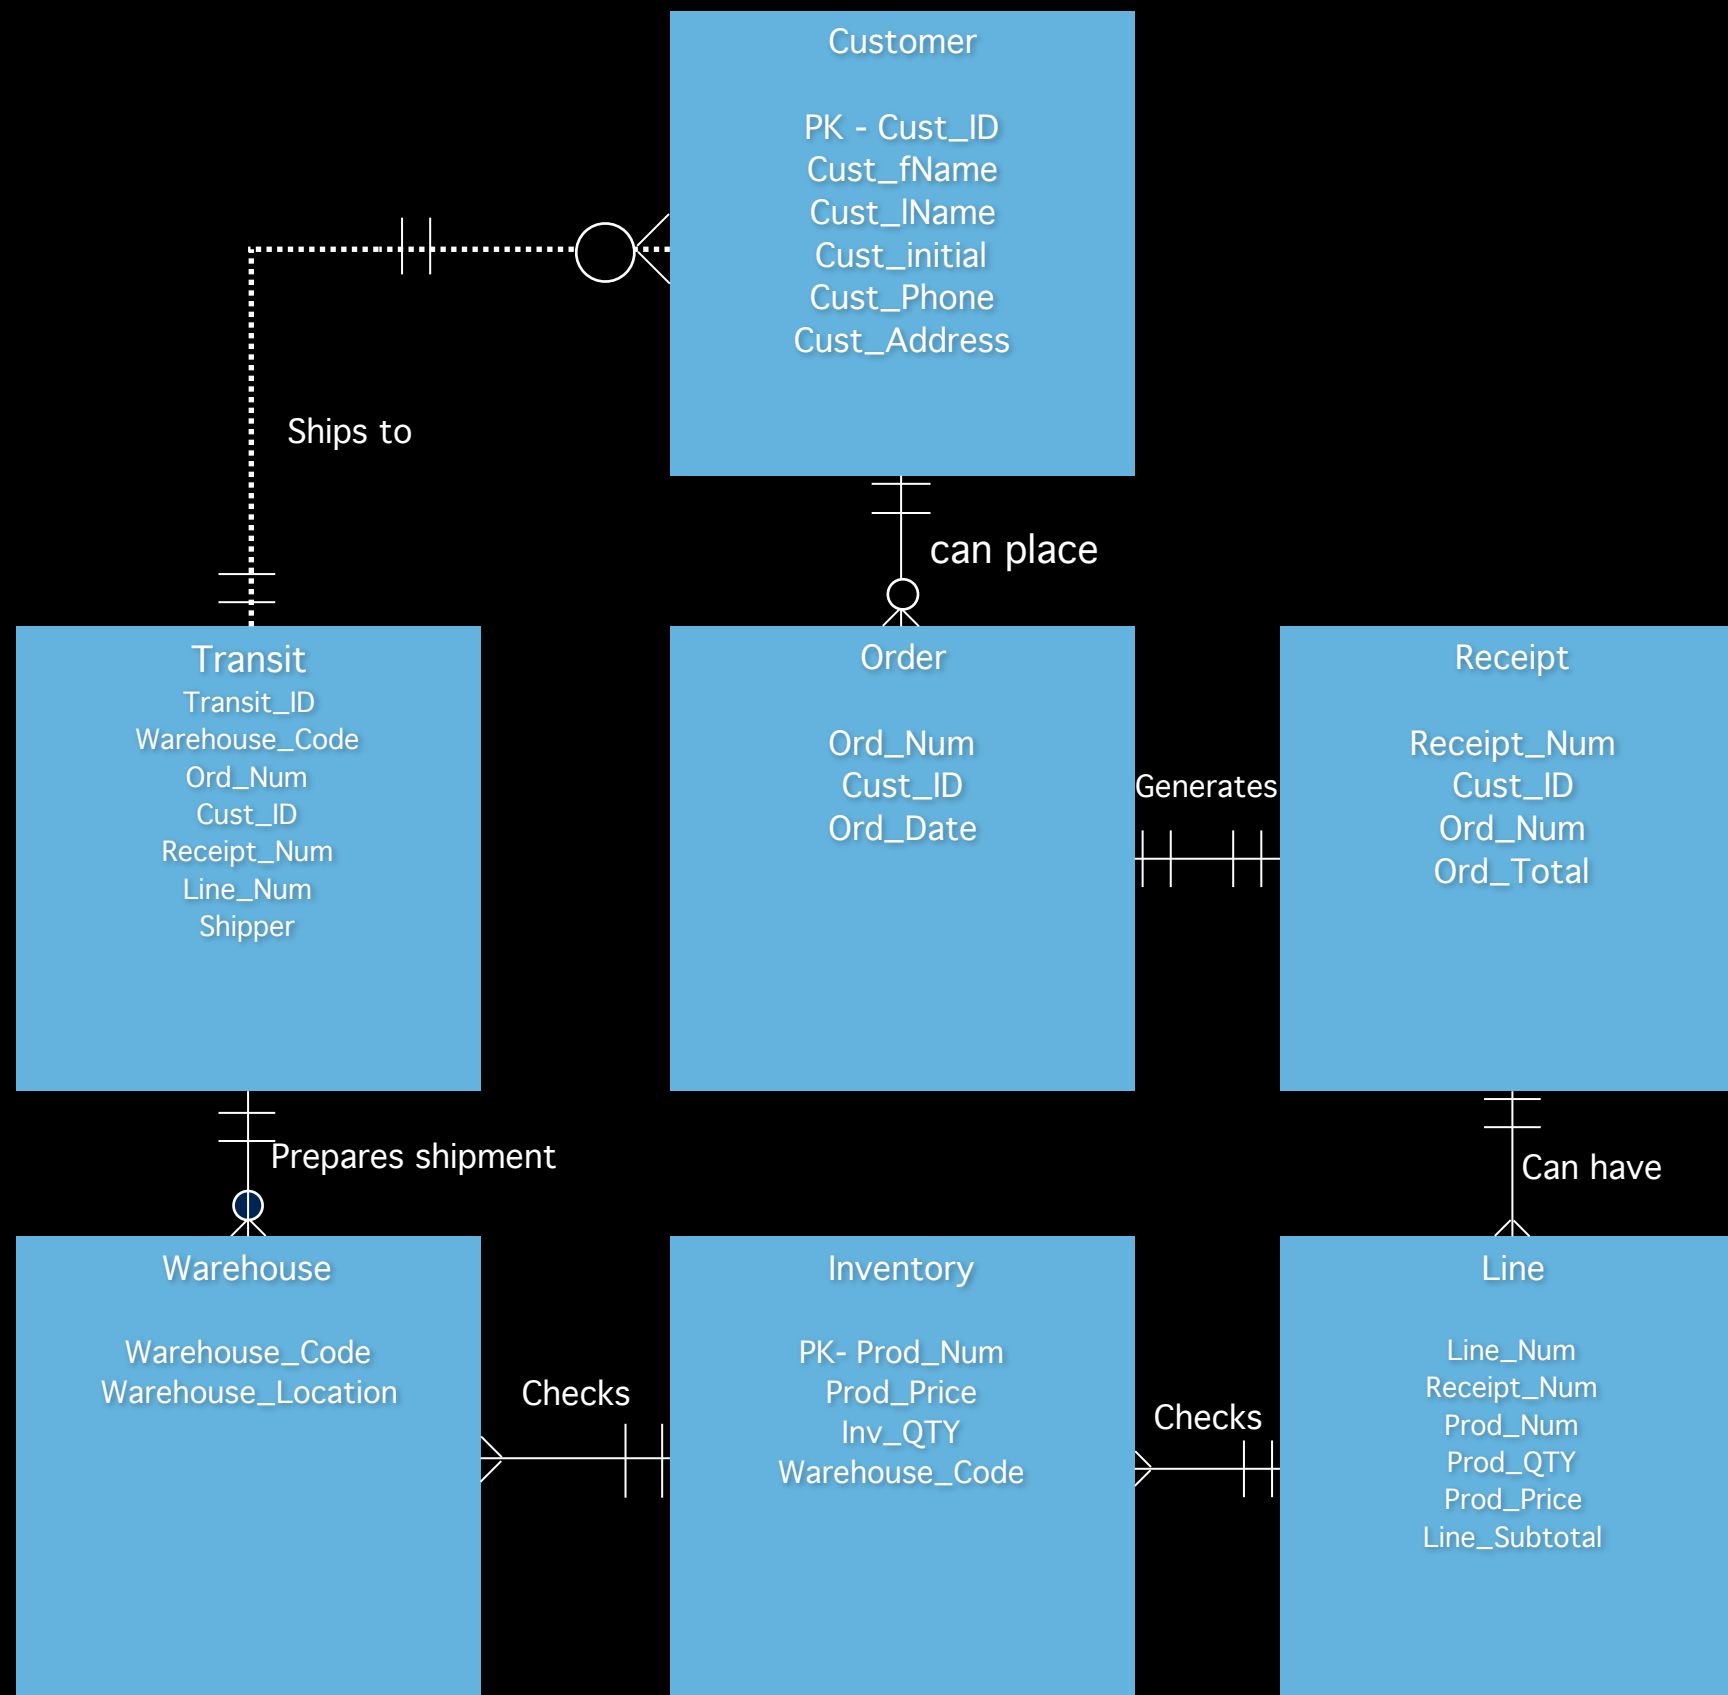 Customer
PK - Cust_ID
Cust_fName
Cust_lName
Cust_initial
Cust_Phone
Cust_Address
Ships to
can place
Transit
Transit_ID
Warehouse_Code
Ord_Num
Cust_ID
Receipt_Num
Line_Num
Shipper
Order
Ord_Num
Cust_ID
Ord_Date
Generates
Receipt
Receipt_Num
Cust_ID
Ord_Num
Ord_Total
Prepares shipment
Can have
Warehouse
Warehouse_Code
Warehouse_Location
Checks
Inventory
PK- Prod_Num
Prod_Price
Inv_QTY
Warehouse_Code
Checks
Line
Line_Num
Receipt_Num
Prod_Num
Prod_QTY
Prod_Price
Line_Subtotal